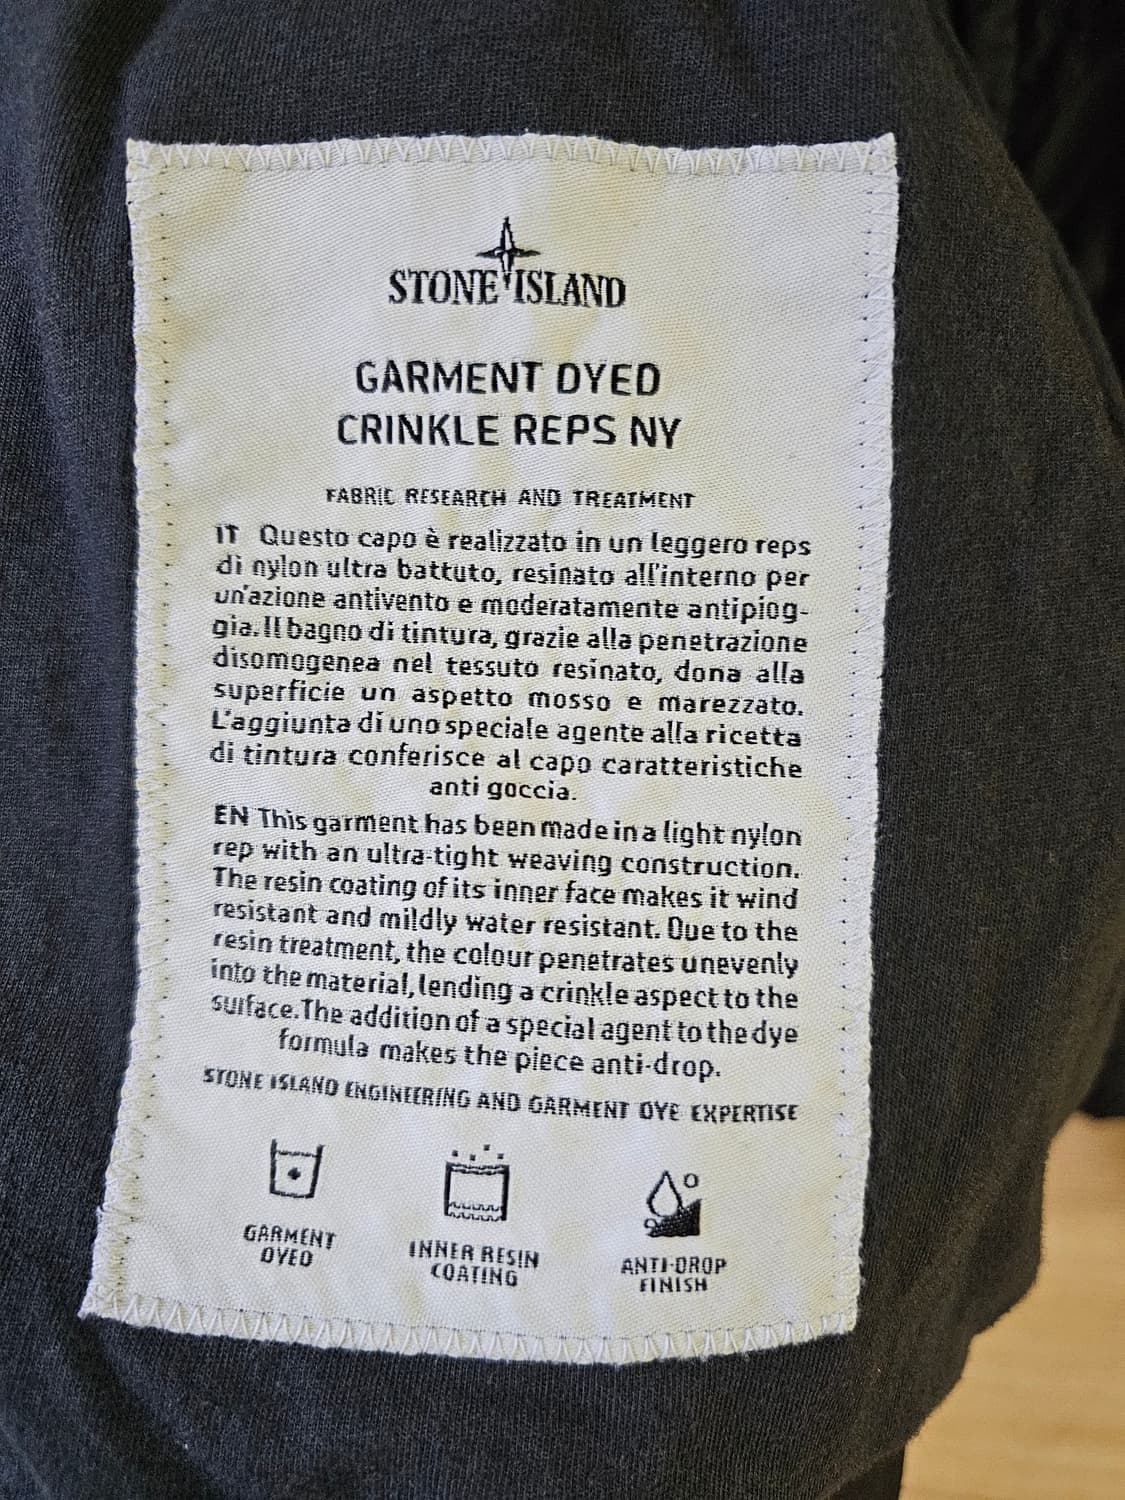 STONE ISLAND
GARMENT DYED
CRINKLE REPS NY
FABRIC RESEARCH AND TREATMENT
IT Questo capo è realizzato in un leggero reps
di nylon ultra battuto, resinato all'interno per
un'azione antivento e moderatamente antipiog-
gia. Il bagno di tintura, grazie alla penetrazione
disomogenea nel tessuto resinato, dona alla
superficie un aspetto mosso e marezzato.
L'aggiunta di uno speciale agente alla ricetta
di tintura conferisce al capo caratteristiche
anti goccia.
EN This garment has been made in a light nylon
rep with an ultra-tight weaving construction.
The resin coating of its inner face makes it wind
resistant and mildly water resistant. Due to the
resin treatment, the colour penetrates unevenly
into the material, lending a crinkle aspect to the
surface. The addition of a special agent to the dye
formula makes the piece anti-drop.
STONE ISLAND ENGINEERING AND GARMENT DYE EXPERTISE
GARMENT
DYED
INNER RESIN
COATING
ANTI-DROP
FINISH